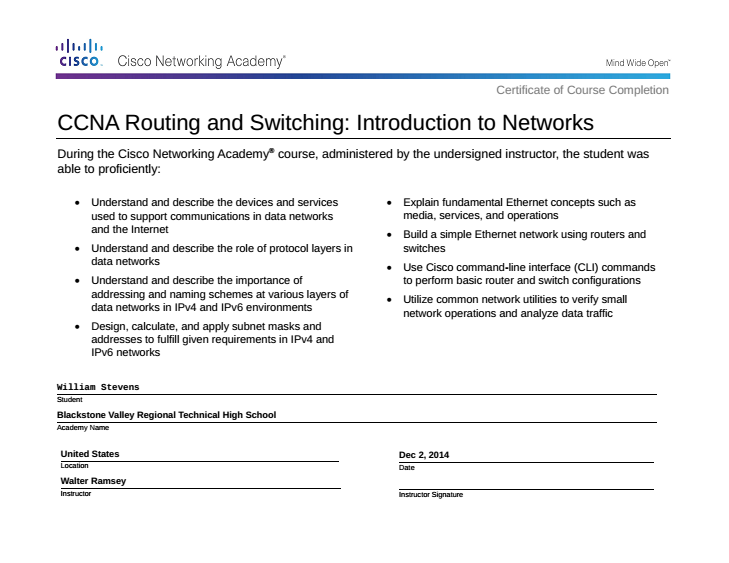 CISCO. Cisco Networking Academy® Mind Wide Open™
Certificate of Course Completion
CCNA Routing and Switching: Introduction to Networks
During the Cisco Networking Academy® course, administered by the undersigned instructor, the student was
able to proficiently:
• Understand and describe the devices and services
used to support communications in data networks
and the Internet
• Understand and describe the role of protocol layers in
data networks
• Understand and describe the importance of
addressing and naming schemes at various layers of
data networks in IPv4 and IPv6 environments
• Design, calculate, and apply subnet masks and
addresses to fulfill given requirements in IPv4 and
IPv6 networks
• Explain fundamental Ethernet concepts such as
media, services, and operations
• Build a simple Ethernet network using routers and
switches
• Use Cisco command-line interface (CLI) commands
to perform basic router and switch configurations
• Utilize common network utilities to verify small
network operations and analyze data traffic
William Stevens
Student
Blackstone Valley Regional Technical High School
Academy Name
United States
Location
Dec 2, 2014
Date
Walter Ramsey
Instructor
Instructor Signature